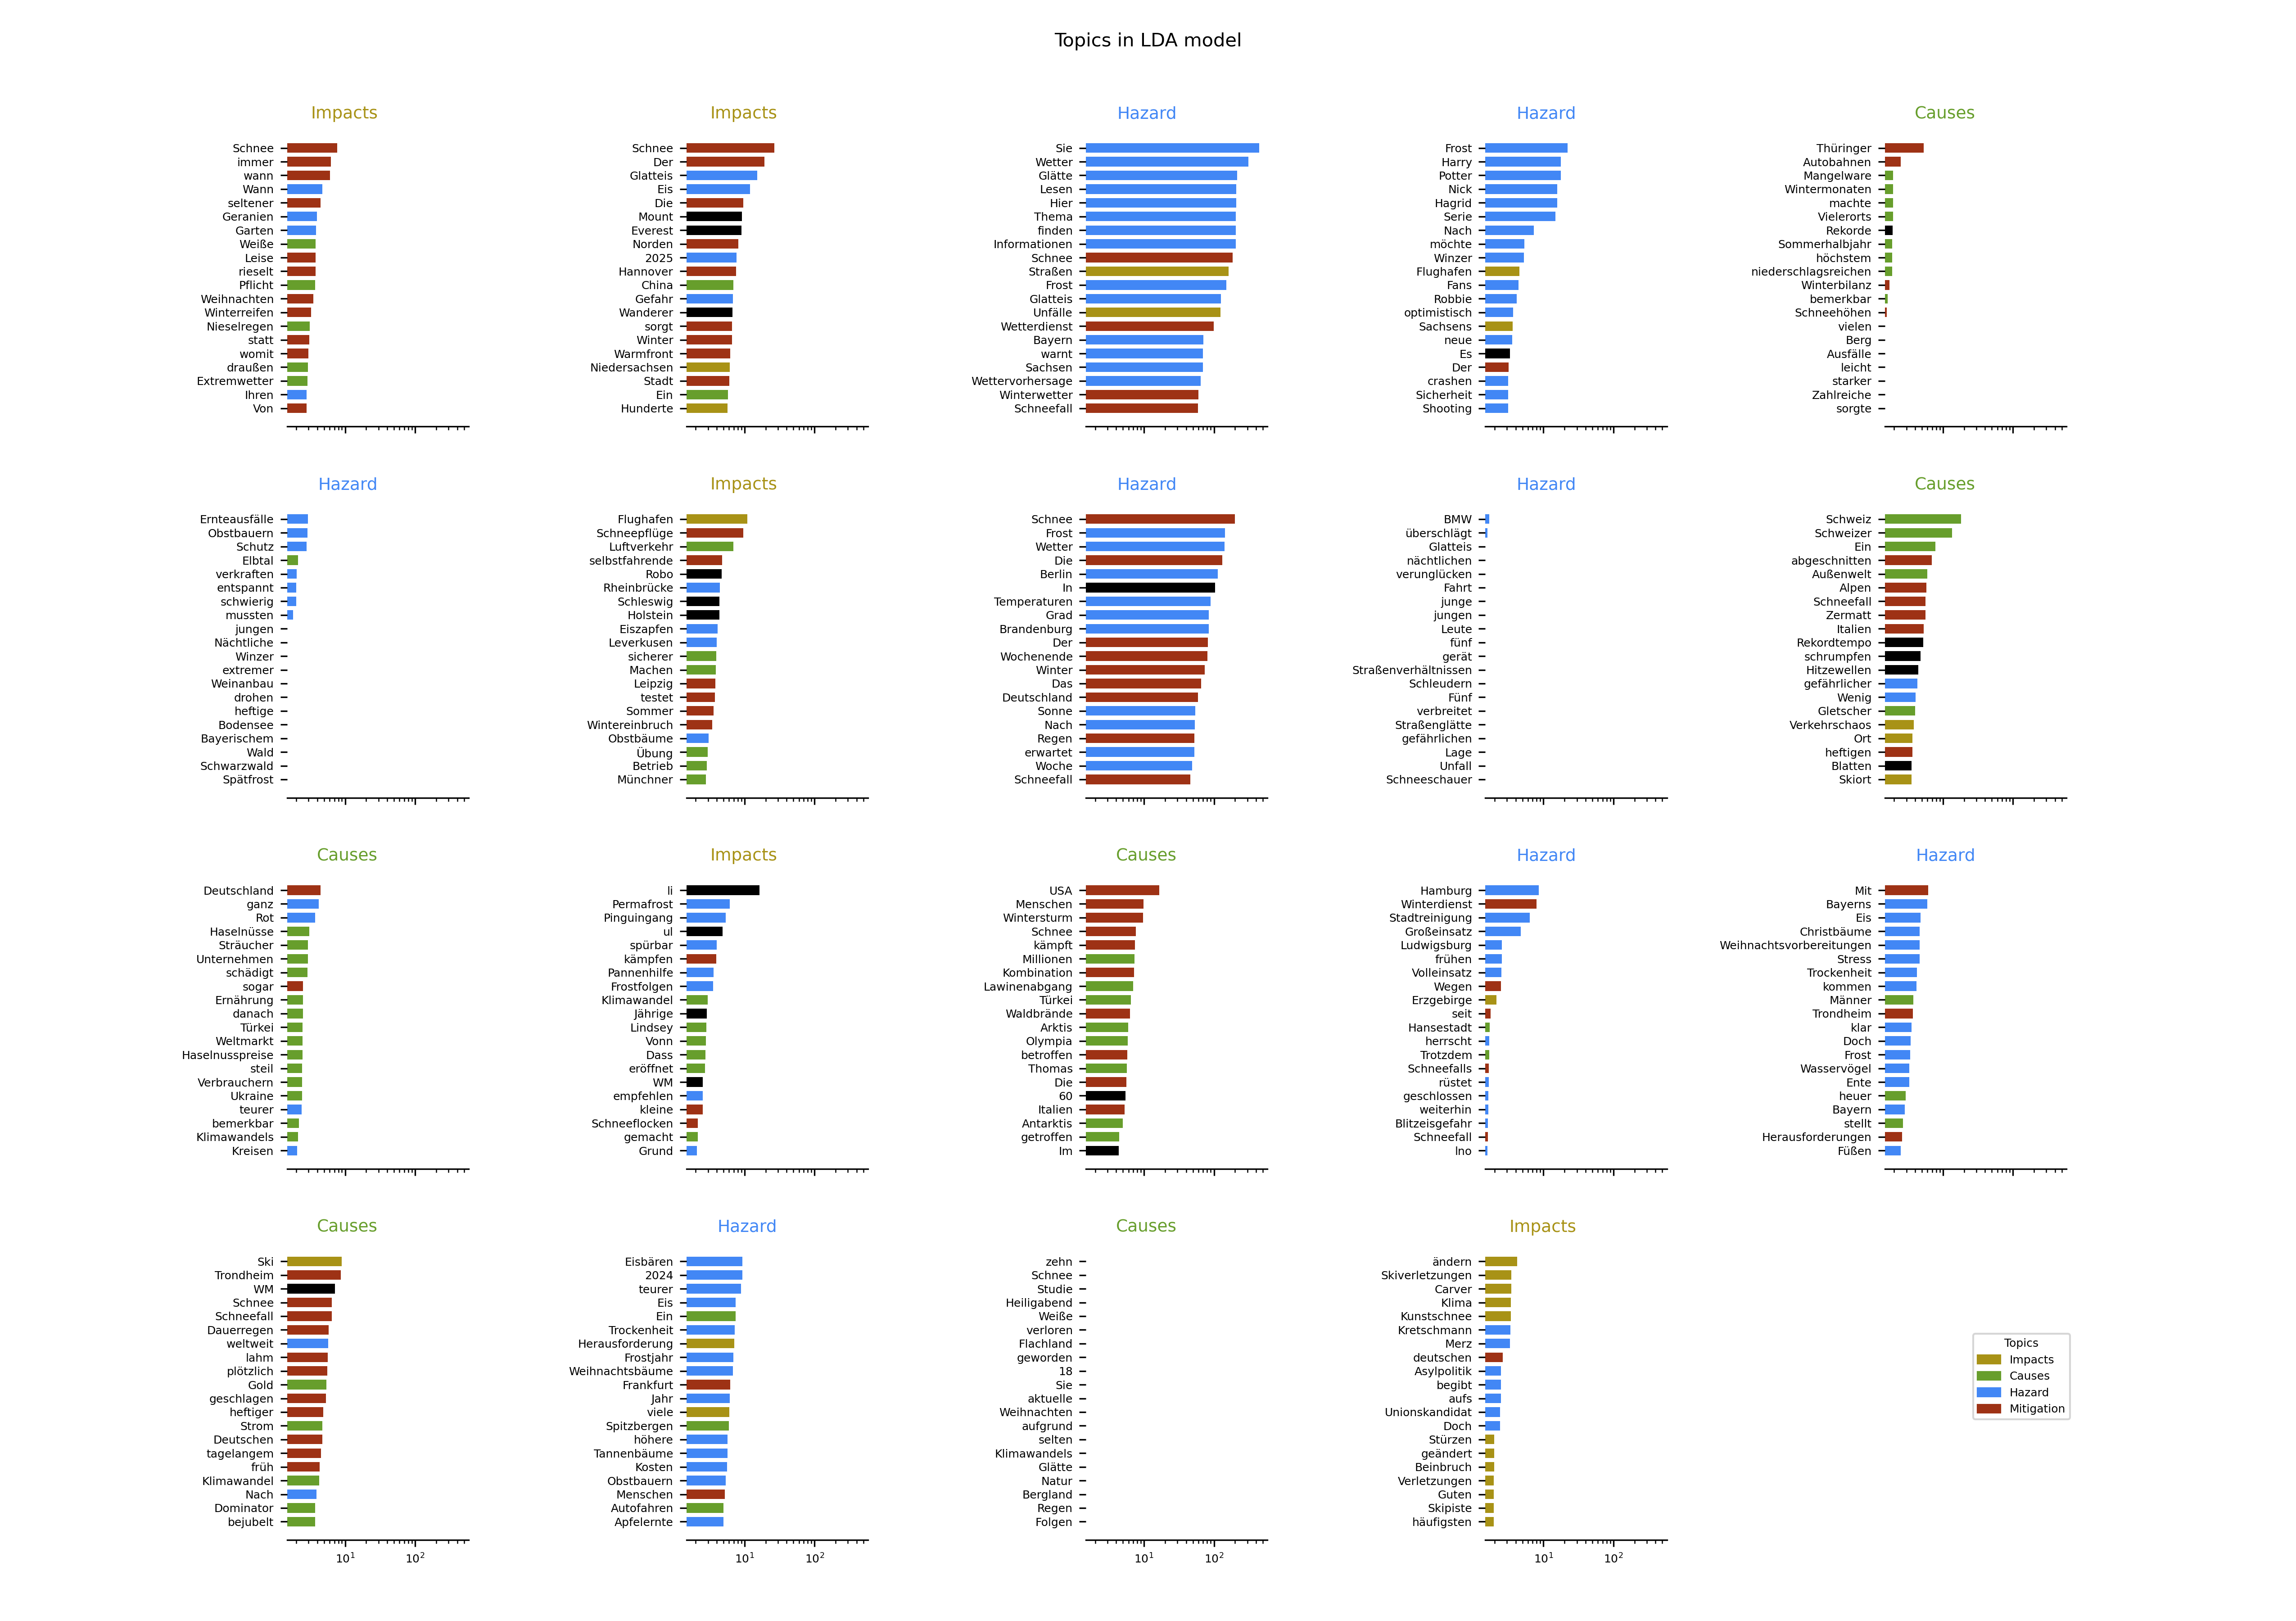 Topics in LDA model
Impacts
Schnee
immer
wann
Wann
seltener
Geranien
Garten
Weiße
Leise
rieselt
Pflicht
Weihnachten
Winterreifen
Nieselregen
statt
womit
draußen
Extremwetter
Ihren
Von
Impacts
Schnee
Der
Glatteis
Eis
Die
Mount
Everest
Norden
2025
Hannover
China
Gefahr
Wanderer
sorgt
Winter
Warmfront
Niedersachsen
Stadt
Ein
Hunderte
Hazard
Sie
Wetter
Glätte
Lesen
Hier
Thema
finden
Informationen
Schnee
Straßen
Frost
Glatteis
Unfälle
Wetterdienst
Bayern
warnt
Sachsen
Wettervorhersage
Winterwetter
Schneefall
Hazard
Frost
Harry
Potter
Nick
Hagrid
Serie
Nach
möchte
Winzer
Flughafen
Fans
Robbie
optimistisch
Sachsens
neue
Es
Der
crashen
Sicherheit
Shooting
Causes
Thüringer
Autobahnen
Mangelware
Wintermonaten
machte
Vielerorts
Rekorde
Sommerhalbjahr
höchstem
niederschlagsreichen
Winterbilanz
bemerkbar
Schneehöhen
vielen
Berg
Ausfälle
leicht
starker
Zahlreiche
sorgte
Hazard
Ernteausfälle
Obstbauern
Schutz
Elbtal
verkraften
entspannt
schwierig
mussten
jungen
Nächtliche
Winzer
extremer
Weinanbau
drohen
heftige
Bodensee
Bayerischem
Wald
Schwarzwald
Spätfrost
Impacts
Flughafen
Schneepflüge
Luftverkehr
selbstfahrende
Robo
Rheinbrücke
Schleswig
Holstein
Eiszapfen
Leverkusen
sicherer
Machen
Leipzig
testet
Sommer
Wintereinbruch
Obstbäume
Übung
Betrieb
Münchner
Hazard
Schnee
Frost
Wetter
Die
Berlin
In
Temperaturen
Grad
Brandenburg
Der
Wochenende
Winter
Das
Deutschland
Sonne
Nach
Regen
erwartet
Woche
Schneefall
Hazard
BMW
überschlägt
Glatteis
nächtlichen
verunglücken
Fahrt
junge
jungen
Leute
fünf
gerät
Straßenverhältnissen
Schleudern
Fünf
verbreitet
Straßenglätte
gefährlichen
Lage
Unfall
Schneeschauer
Causes
Schweiz
Schweizer
Ein
abgeschnitten
Außenwelt
Alpen
Schneefall
Zermatt
Italien
Rekordtempo
schrumpfen
Hitzewellen
gefährlicher
Wenig
Gletscher
Verkehrschaos
Ort
heftigen
Blatten
Skiort
Causes
Deutschland
ganz
Rot
Haselnüsse
Sträucher
Unternehmen
schädigt
sogar
Ernährung
danach
Türkei
Weltmarkt
Haselnusspreise
steil
Verbrauchern
Ukraine
teurer
bemerkbar
Klimawandels
Kreisen
Impacts
li
Permafrost
Pinguingang
ul
spürbar
kämpfen
Pannenhilfe
Frostfolgen
Klimawandel
Jährige
Lindsey
Vonn
Dass
eröffnet
WM
empfehlen
kleine
Schneeflocken
gemacht
Grund
Causes
USA
Menschen
Wintersturm
Schnee
kämpft
Millionen
Kombination
Lawinenabgang
Türkei
Waldbrände
Arktis
Olympia
betroffen
Thomas
Die
60
Italien
Antarktis
getroffen
Im
Hazard
Hamburg
Winterdienst
Stadtreinigung
Großeinsatz
Ludwigsburg
frühen
Volleinsatz
Wegen
Erzgebirge
seit
Hansestadt
herrscht
Trotzdem
Schneefalls
rüstet
geschlossen
weiterhin
Blitzeisgefahr
Schneefall
Ino
Hazard
Mit
Bayerns
Eis
Christbäume
Weihnachtsvorbereitungen
Stress
Trockenheit
kommen
Männer
Trondheim
klar
Doch
Frost
Wasservögel
Ente
heuer
Bayern
stellt
Herausforderungen
Füßen
Causes
Ski
Trondheim
WM
Schnee
Schneefall
Dauerregen
weltweit
lahm
plötzlich
Gold
geschlagen
heftiger
Strom
Deutschen
tagelangem
früh
Klimawandel
Nach
Dominator
bejubelt
10¹ 10²
Hazard
Eisbären
2024
teurer
Eis
Ein
Trockenheit
Herausforderung
Frostjahr
Weihnachtsbäume
Frankfurt
Jahr
viele
Spitzbergen
höhere
Tannenbäume
Kosten
Obstbauern
Menschen
Autofahren
Apfelernte
10¹ 10²
Causes
zehn
Schnee
Studie
Heiligabend
Weiße
verloren
Flachland
geworden
18
Sie
aktuelle
Weihnachten
aufgrund
selten
Klimawandels
Glätte
Natur
Bergland
Regen
Folgen
10¹ 10²
Impacts
ändern
Skiverletzungen
Carver
Klima
Kunstschnee
Kretschmann
Merz
deutschen
Asylpolitik
begibt
aufs
Unionskandidat
Doch
Stürzen
geändert
Beinbruch
Verletzungen
Guten
Skipiste
häufigsten
10¹ 10²
Topics
Impacts
Causes
Hazard
Mitigation